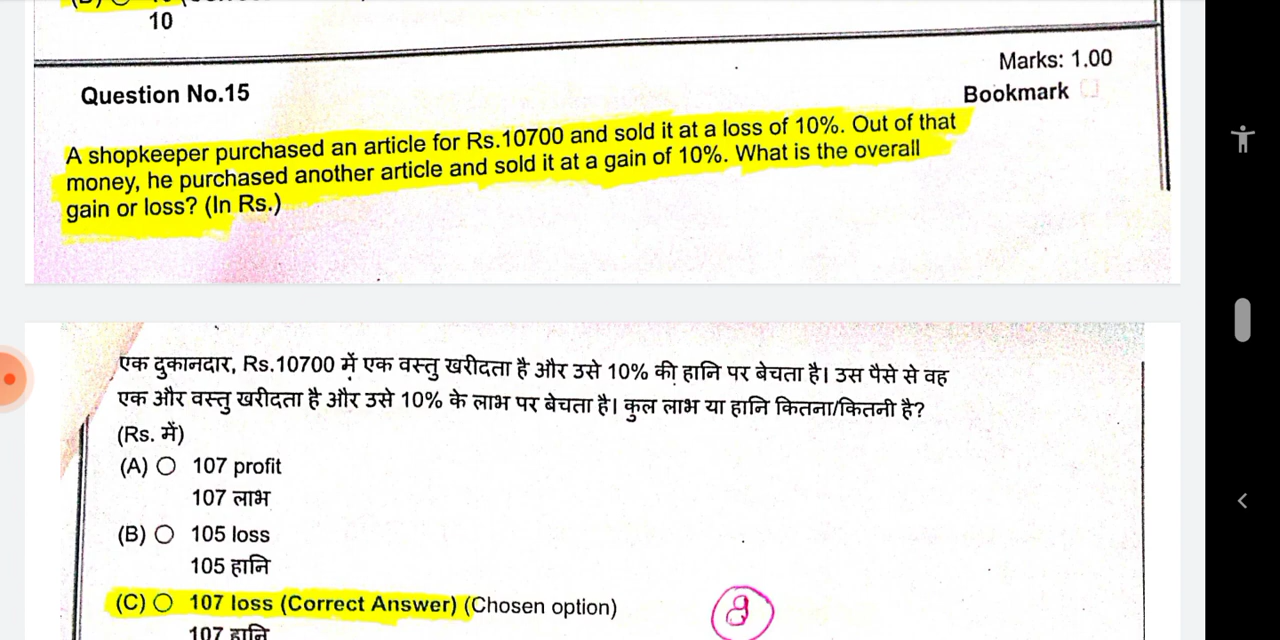 10
Marks: 1.00
Question No.15
Bookmark
A shopkeeper purchased an article for Rs.10700 and sold it at a loss of 10%. Out of that
money, he purchased another article and sold it at a gain of 10%. What is the overall
gain or loss? (In Rs.)
एक दुकानदार, Rs.10700 में एक वस्तु खरीदता है और उसे 10% की हानि पर बेचता है। उस पैसे से वह
एक और वस्तु खरीदता है और उसे 10% के लाभ पर बेचता है। कुल लाभ या हानि कितना/कितनी है?
(Rs. में)
(A) 107 profit
107 लाभ
(B) 105 loss
105 हानि
(C) 107 loss (Correct Answer) (Chosen option)
107 हानि